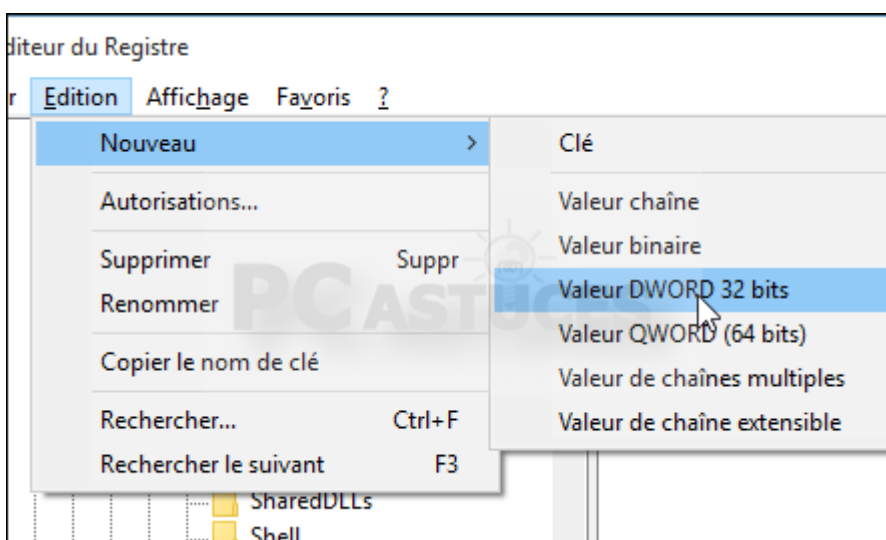 diteur du Registre
r Edition Affichage Favoris ?
Nouveau > Clé
Autorisations... Valeur chaîne
Valeur binaire
Supprimer Suppr
Valeur DWORD 32 bits
Renommer
Valeur QWORD (64 bits)
Copier le nom de clé
Valeur de chaînes multiples
Rechercher... Ctrl+F
Valeur de chaîne extensible
Rechercher le suivant F3
SharedDLLs
Shell
PC ASTUCES